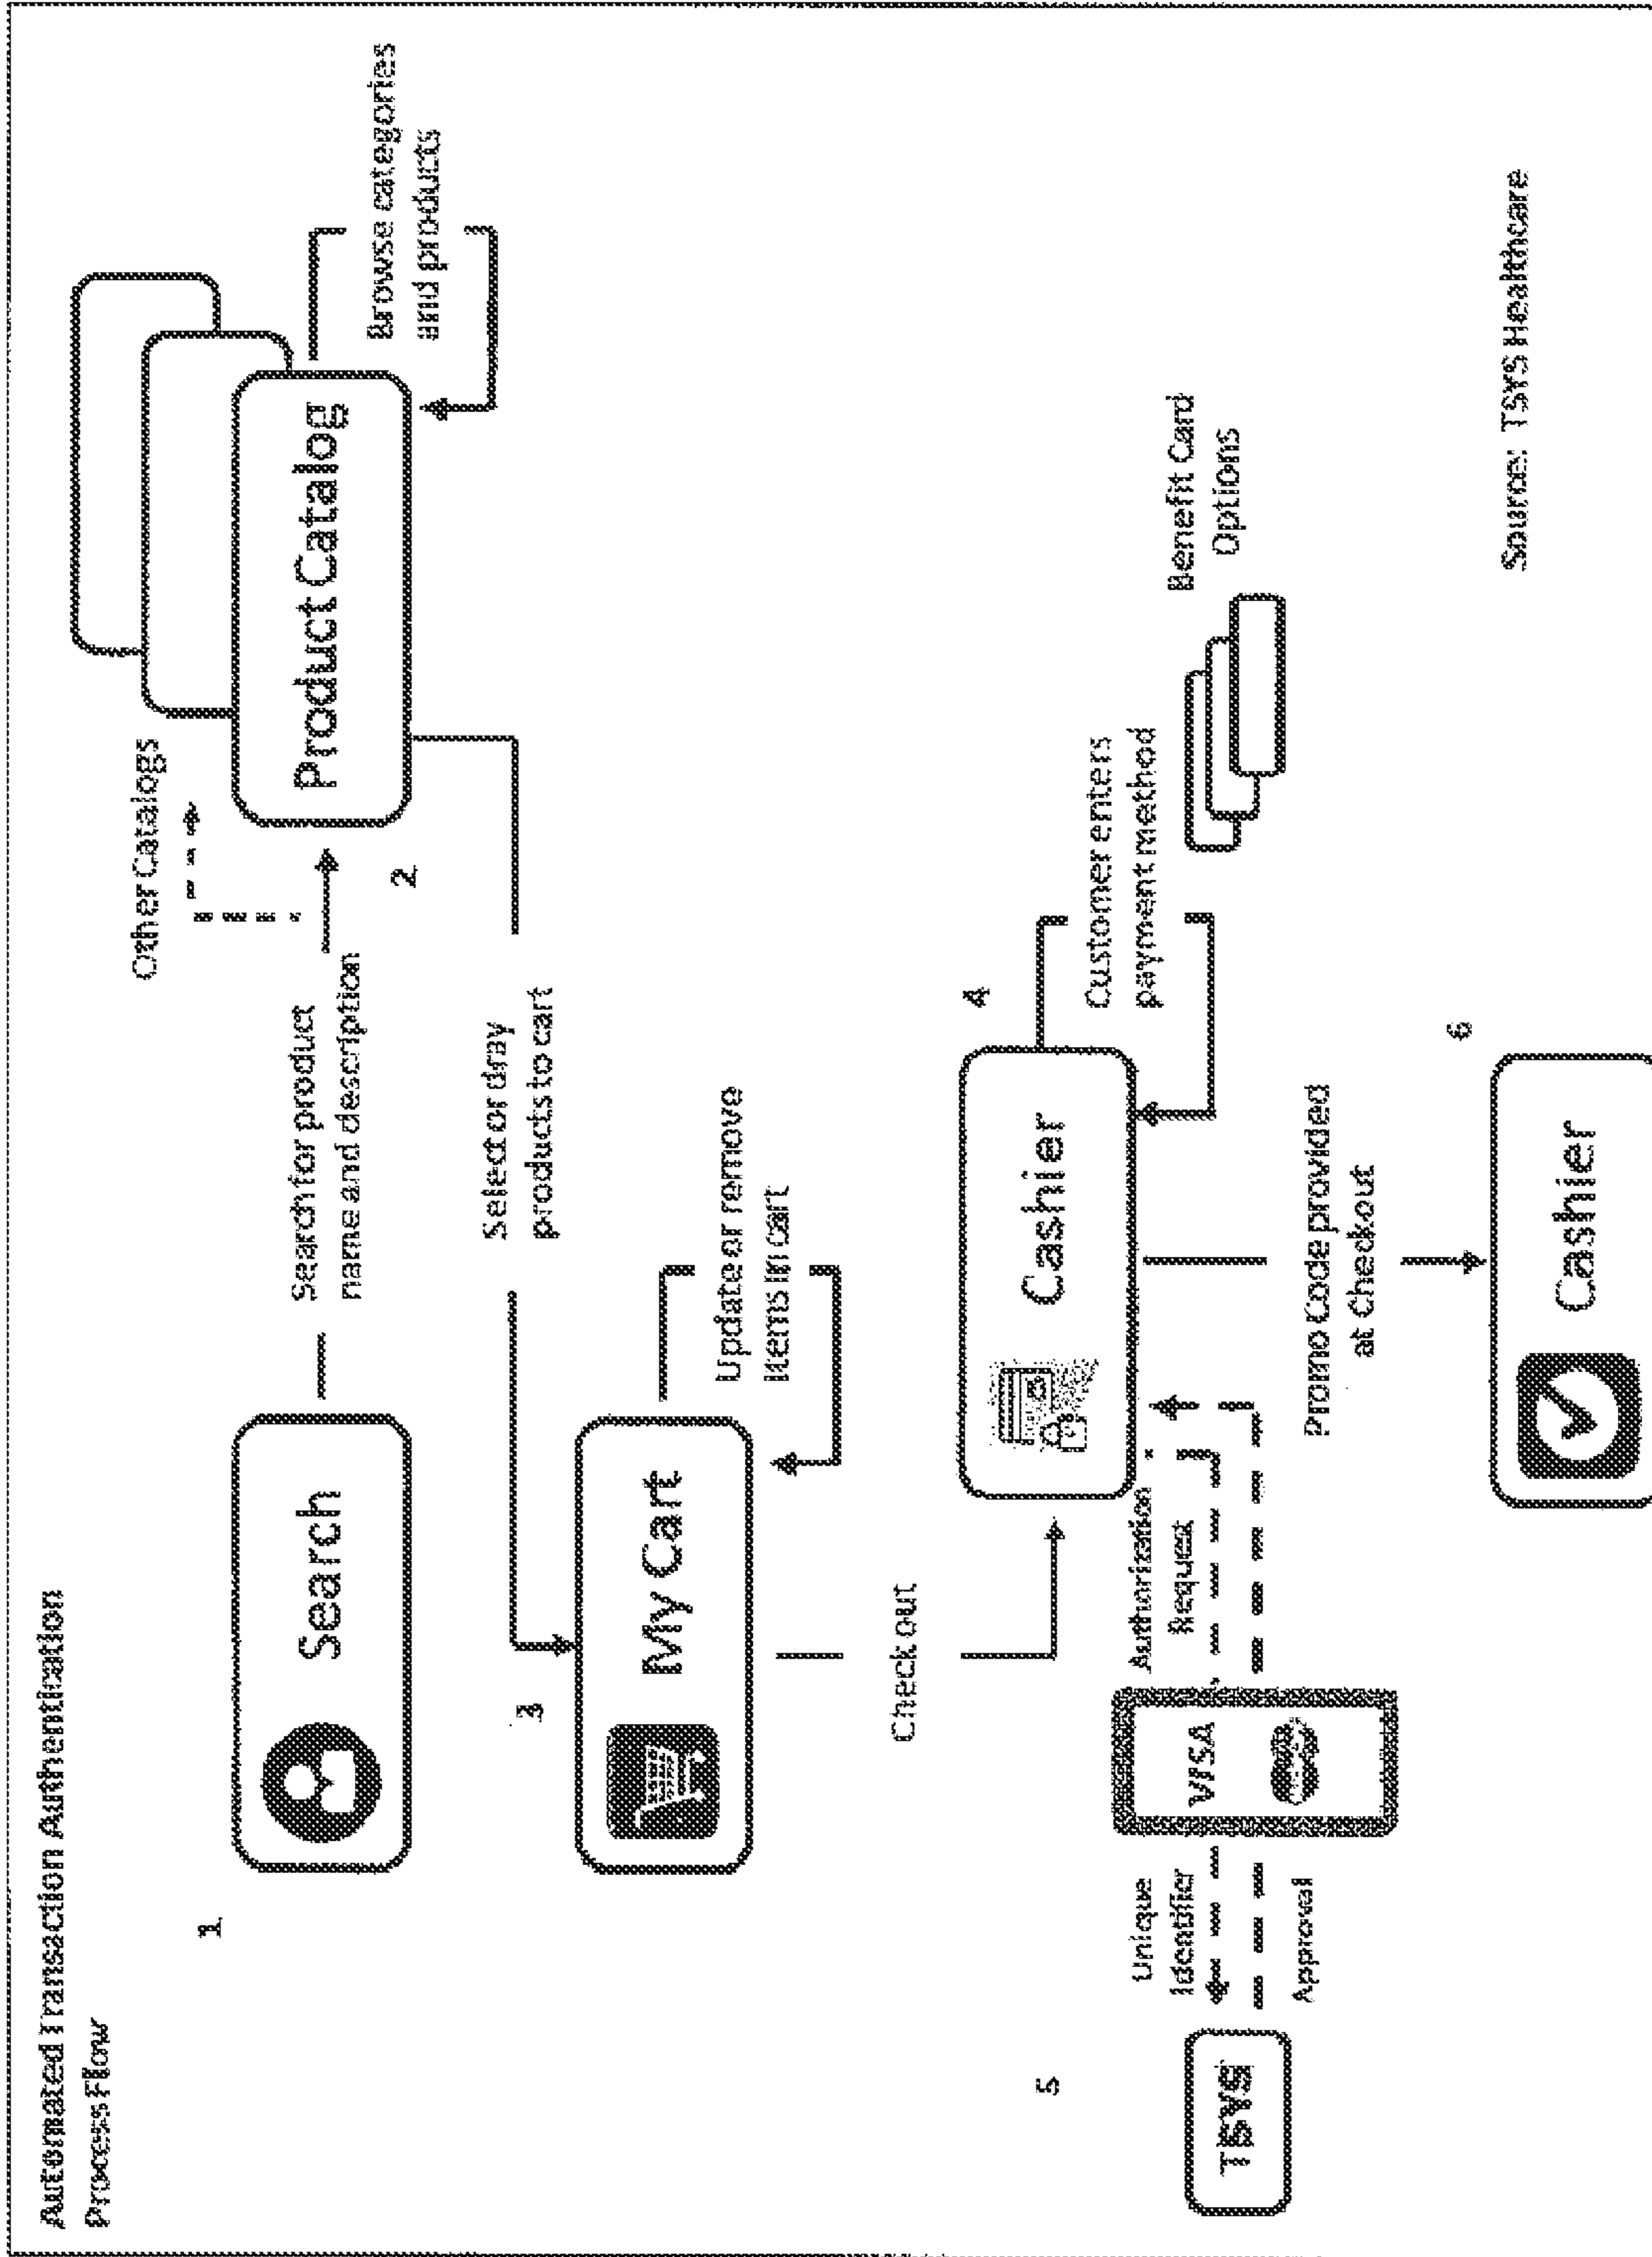 Automated Transaction Authentication
Process Flow
1
Search
Search for product
name and description
Other Catalogs
2
Product Catalog
Browse categories
and products
Select or dray
products to cart
3
My Cart
Update or remove
items in cart
Check out
4
Cashier
Customer enters
payment method
Benefit Card
Options
5
TSYS
Unique
Identifier
Approval
VISA
Authorization
Request
Promo Code provided
at Checkout
6
Cashier
Source: TSYS Healthcare